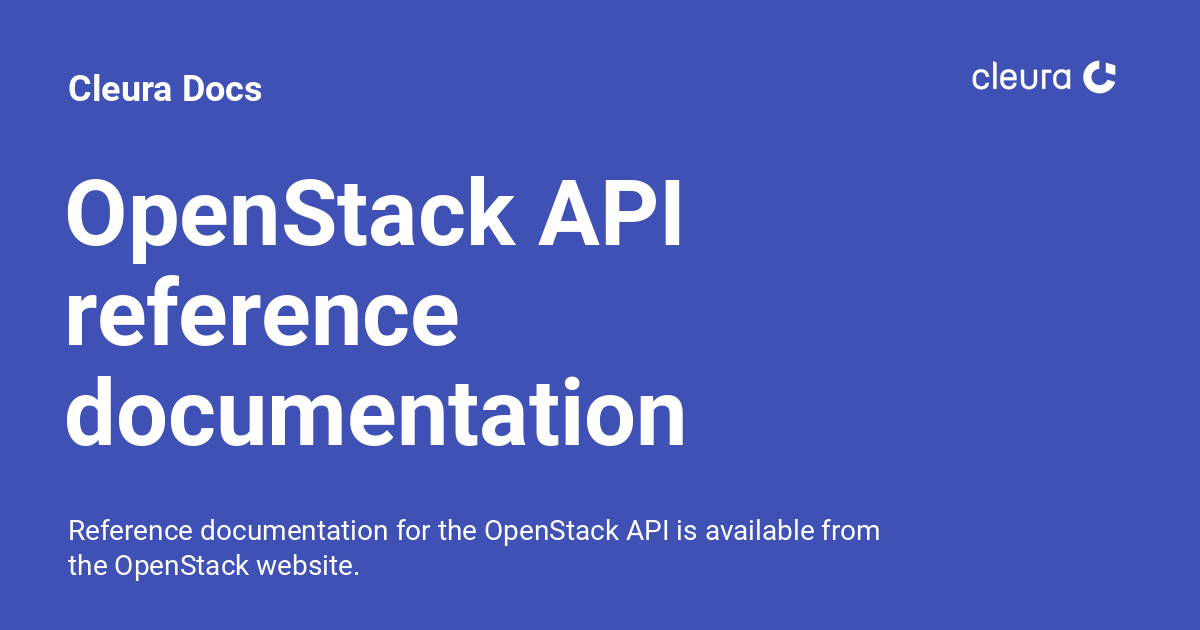 Cleura Docs
cleura
OpenStack API
reference
documentation
Reference documentation for the OpenStack API is available from
the OpenStack website.